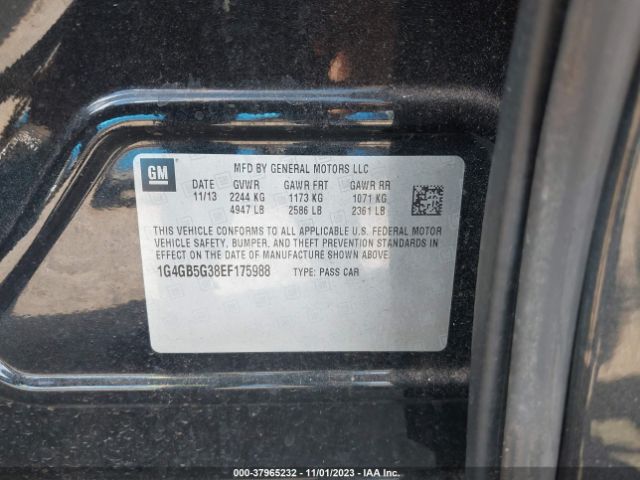 GM
MFD BY GENERAL MOTORS LLC
DATE GVWR GAWR FRT GAWR RR
11/13 2244 KG 1173 KG 1071 KG
4947 LB 2586 LB 2361 LB
THIS VEHICLE CONFORMS TO ALL APPLICABLE U.S. FEDERAL MOTOR
VEHICLE SAFETY, BUMPER, AND THEFT PREVENTION STANDARDS IN
EFFECT ON THE DATE OF MANUFACTURE SHOWN ABOVE.
1G4GB5G38EF175988 TYPE: PASS CAR
000-37965232 - 11/01/2023 - IAA Inc.